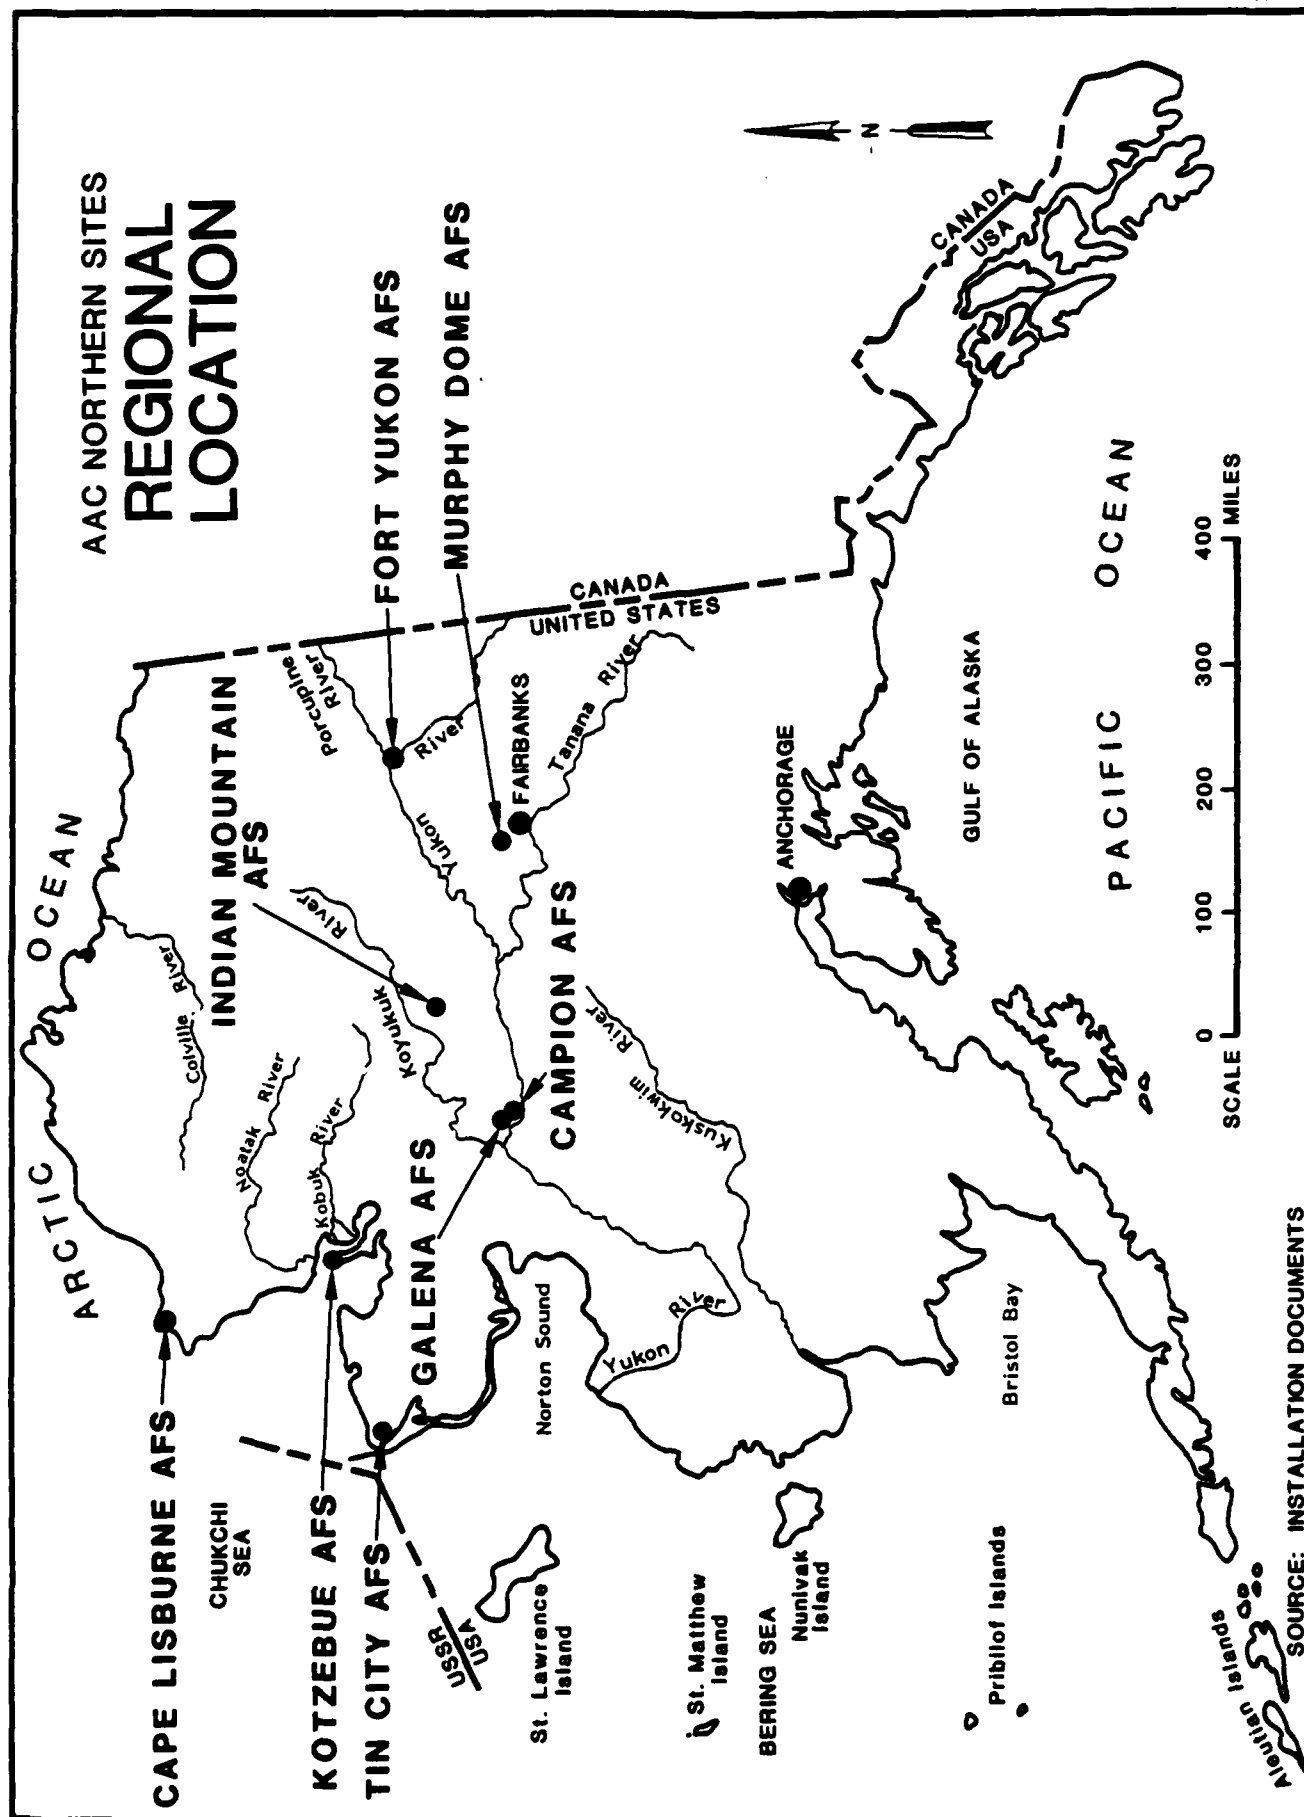 AAC NORTHERN SITES
REGIONAL
LOCATION
ARCTIC OCEAN
CAPE LISBURNE AFS
CHUKCHI
SEA
KOTZEBUE AFS
TIN CITY AFS
INDIAN MOUNTAIN
AFS
FORT YUKON AFS
MURPHY DOME AFS
GALENA AFS
CAMPION AFS
Colville River
Noatak River
Kobuk River
Koyukuk River
Porcupine
River
Yukon River
FAIRBANKS
Tanana River
CANADA
UNITED STATES
USSR
USA
St. Lawrence
Island
Norton Sound
Yukon River
Kuskokwim River
St. Matthew
Island
BERING SEA
Nunivak
Island
ANCHORAGE
N
CANADA
USA
Bristol Bay
Pribilof Islands
GULF OF ALASKA
PACIFIC OCEAN
Aleutian Islands
SCALE 0 100 200 300 400 MILES
SOURCE: INSTALLATION DOCUMENTS